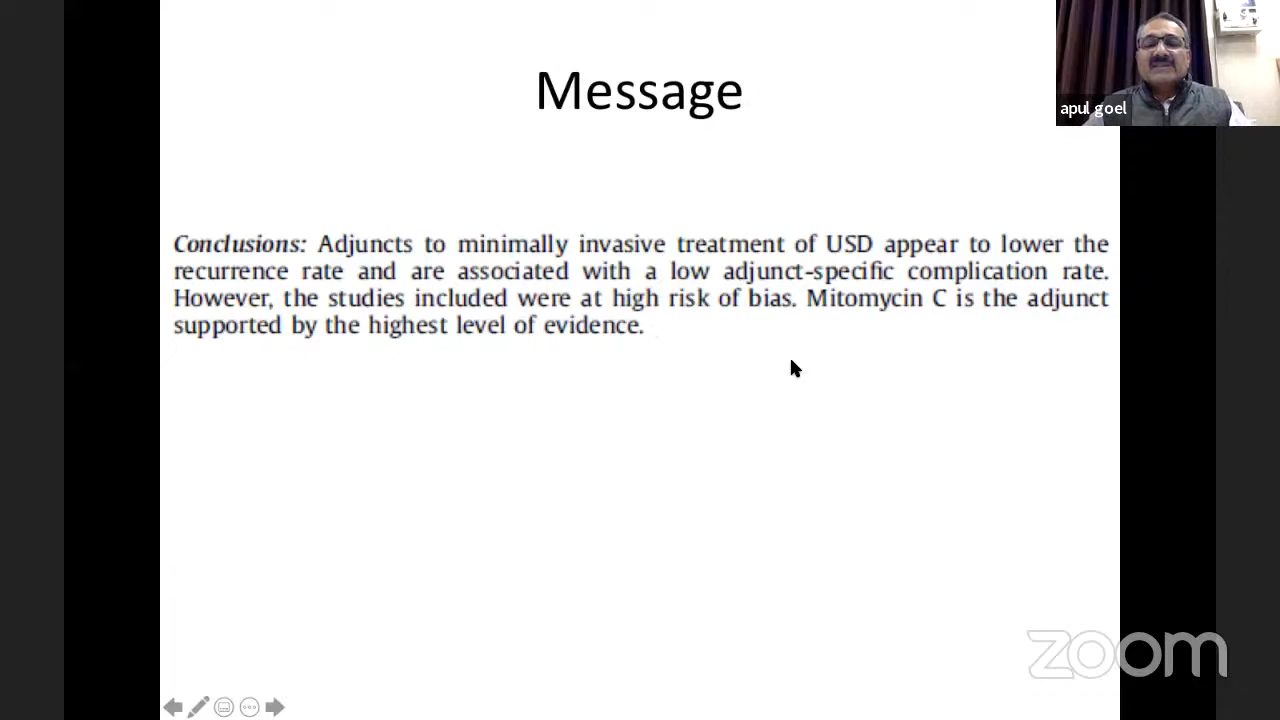 Message
apul goel
Conclusions: Adjuncts to minimally invasive treatment of USD appear to lower the
recurrence rate and are associated with a low adjunct-specific complication rate.
However, the studies included were at high risk of bias. Mitomycin C is the adjunct
supported by the highest level of evidence.
zoom